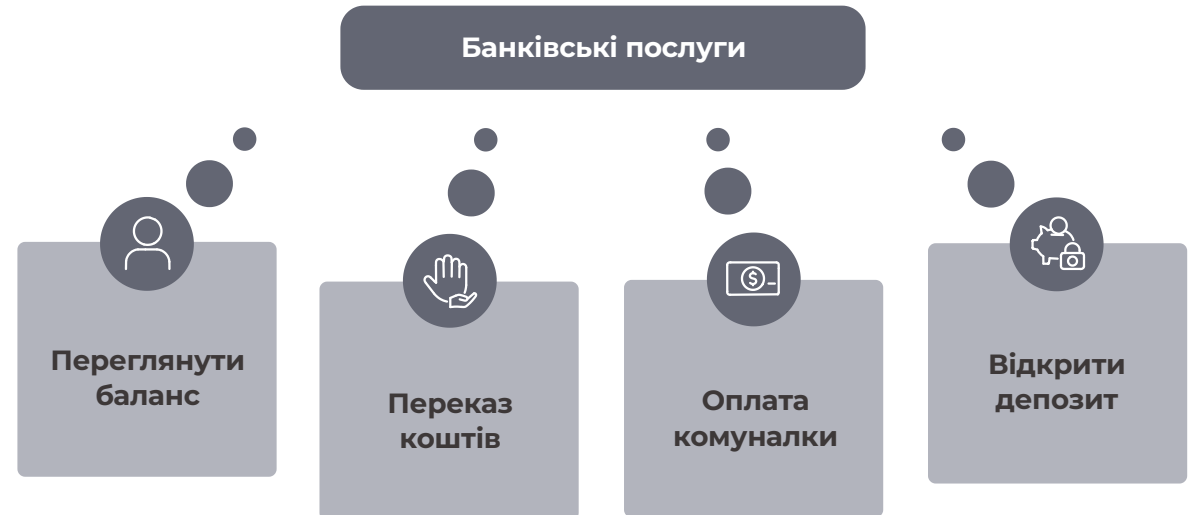 Банківські послуги
Переглянути
баланс
Переказ
коштів
Оплата
комуналки
Відкрити
депозит